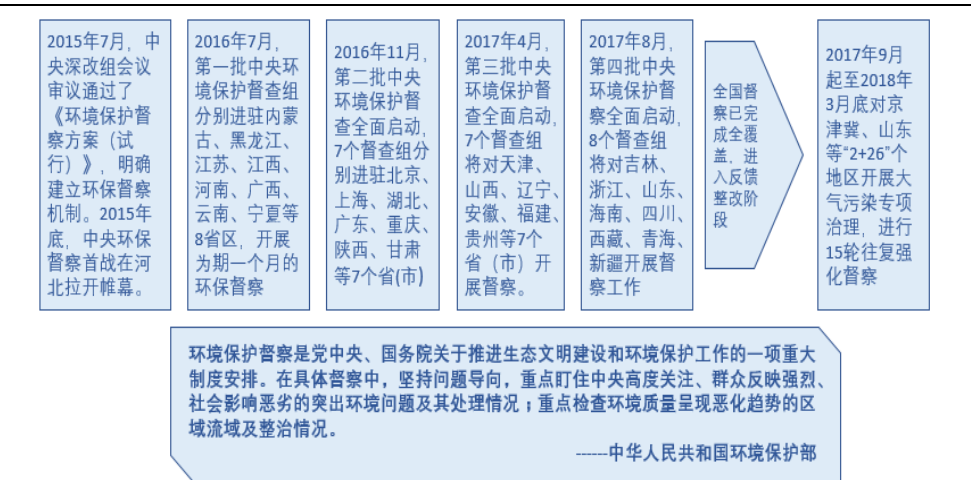 2015年7月，中
央深改组会议
审议通过了
《环境保护督
察方案（试
行）》，明确
建立环保督察
机制。2015年
底，中央环保
督察首战在河
北拉开帷幕。
2016年7月，
第一批中央环
境保护督查组
分别进驻内蒙
古、黑龙江、
江苏、江西、
河南、广西、
云南、宁夏等
8省区，开展
为期一个月的
环保督察
2016年11月，
第二批中央
环境保护督
查全面启动，
7个督查组分
别进驻北京、
上海、湖北、
广东、重庆、
陕西、甘肃
等7个省(市)
2017年4月，
第三批中央
环境保护督
查全面启动，
7个督查组
将对天津、
山西、辽宁、
安徽、福建、
贵州等7个
省（市）开
展督察。
2017年8月，
第四批中央
环境保护督
察全面启动，
8个督查组
将对吉林、
浙江、山东、
海南、四川、
西藏、青海、
新疆开展督
察工作
全国督
察已完
成全覆
盖，进
入反馈
整改阶
段
2017年9月
起至2018年
3月底对京
津冀、山东
等“2+26”个
地区开展大
气污染专项
治理，进行
15轮往复强
化督察
环境保护督察是党中央、国务院关于推进生态文明建设和环境保护工作的一项重大
制度安排。在具体督察中，坚持问题导向，重点盯住中央高度关注、群众反映强烈、
社会影响恶劣的突出环境问题及其处理情况；重点检查环境质量呈现恶化趋势的区
域流域及整治情况。
------中华人民共和国环境保护部